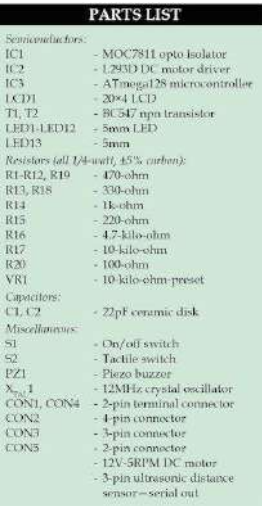 PARTS LIST
Semiconductors:
IC1 - MOC7811 opto isolator
IC2 - L293D DC motor driver
IC3 - ATmega128 microcontroller
LCD1 - 20×4 LCD
T1, T2 - BC547 npn transistor
LED1-LED12 - 5mm LED
LED13 - 5mm
Resistors (all 1/4-watt, ±5% carbon):
R1-R12, R19 - 470-ohm
R13, R18 - 330-ohm
R14 - 1k-ohm
R15 - 220-ohm
R16 - 4.7-kilo-ohm
R17 - 10-kilo-ohm
R20 - 100-ohm
VR1 - 10-kilo-ohm-preset
Capacitors:
C1, C2 - 22pF ceramic disk
Miscellaneous:
S1 - On/off switch
S2 - Tactile switch
PZ1 - Piezo buzzer
XTAL1 - 12MHz crystal oscillator
CON1, CON4 - 2-pin terminal connector
CON2 - 4-pin connector
CON3 - 3-pin connector
CON5 - 2-pin connector
- 12V-5RPM DC motor
- 3-pin ultrasonic distance
sensor—serial out